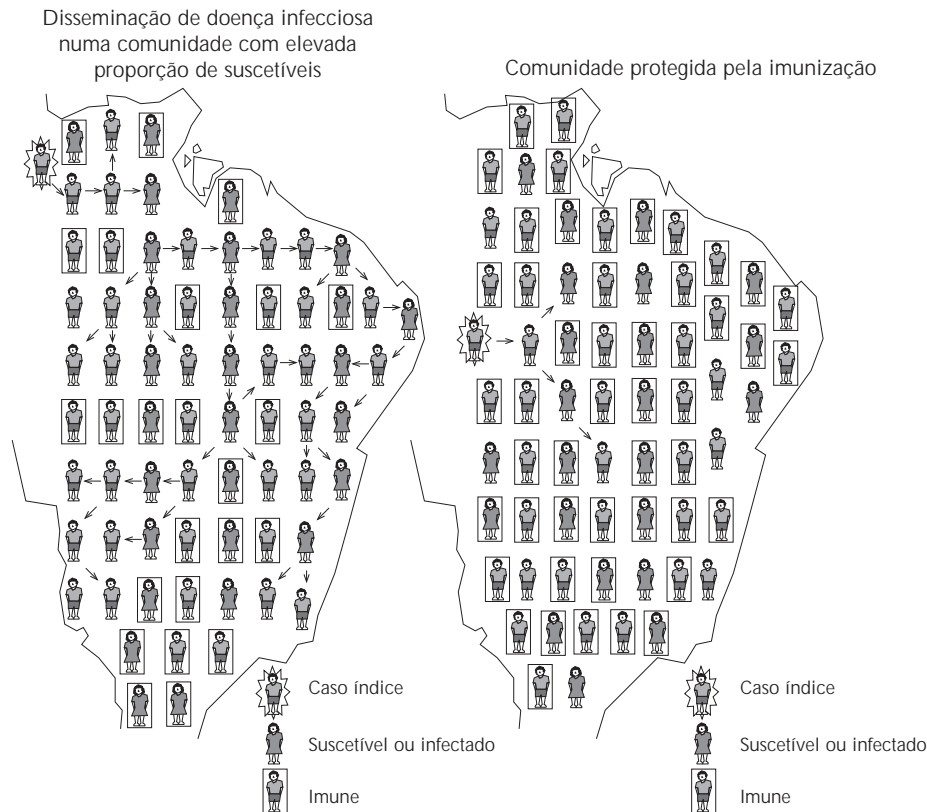 Disseminação de doença infecciosa
numa comunidade com elevada
proporção de suscetíveis
Comunidade protegida pela imunização
Caso índice
Suscetível ou infectado
Imune
Caso índice
Suscetível ou infectado
Imune